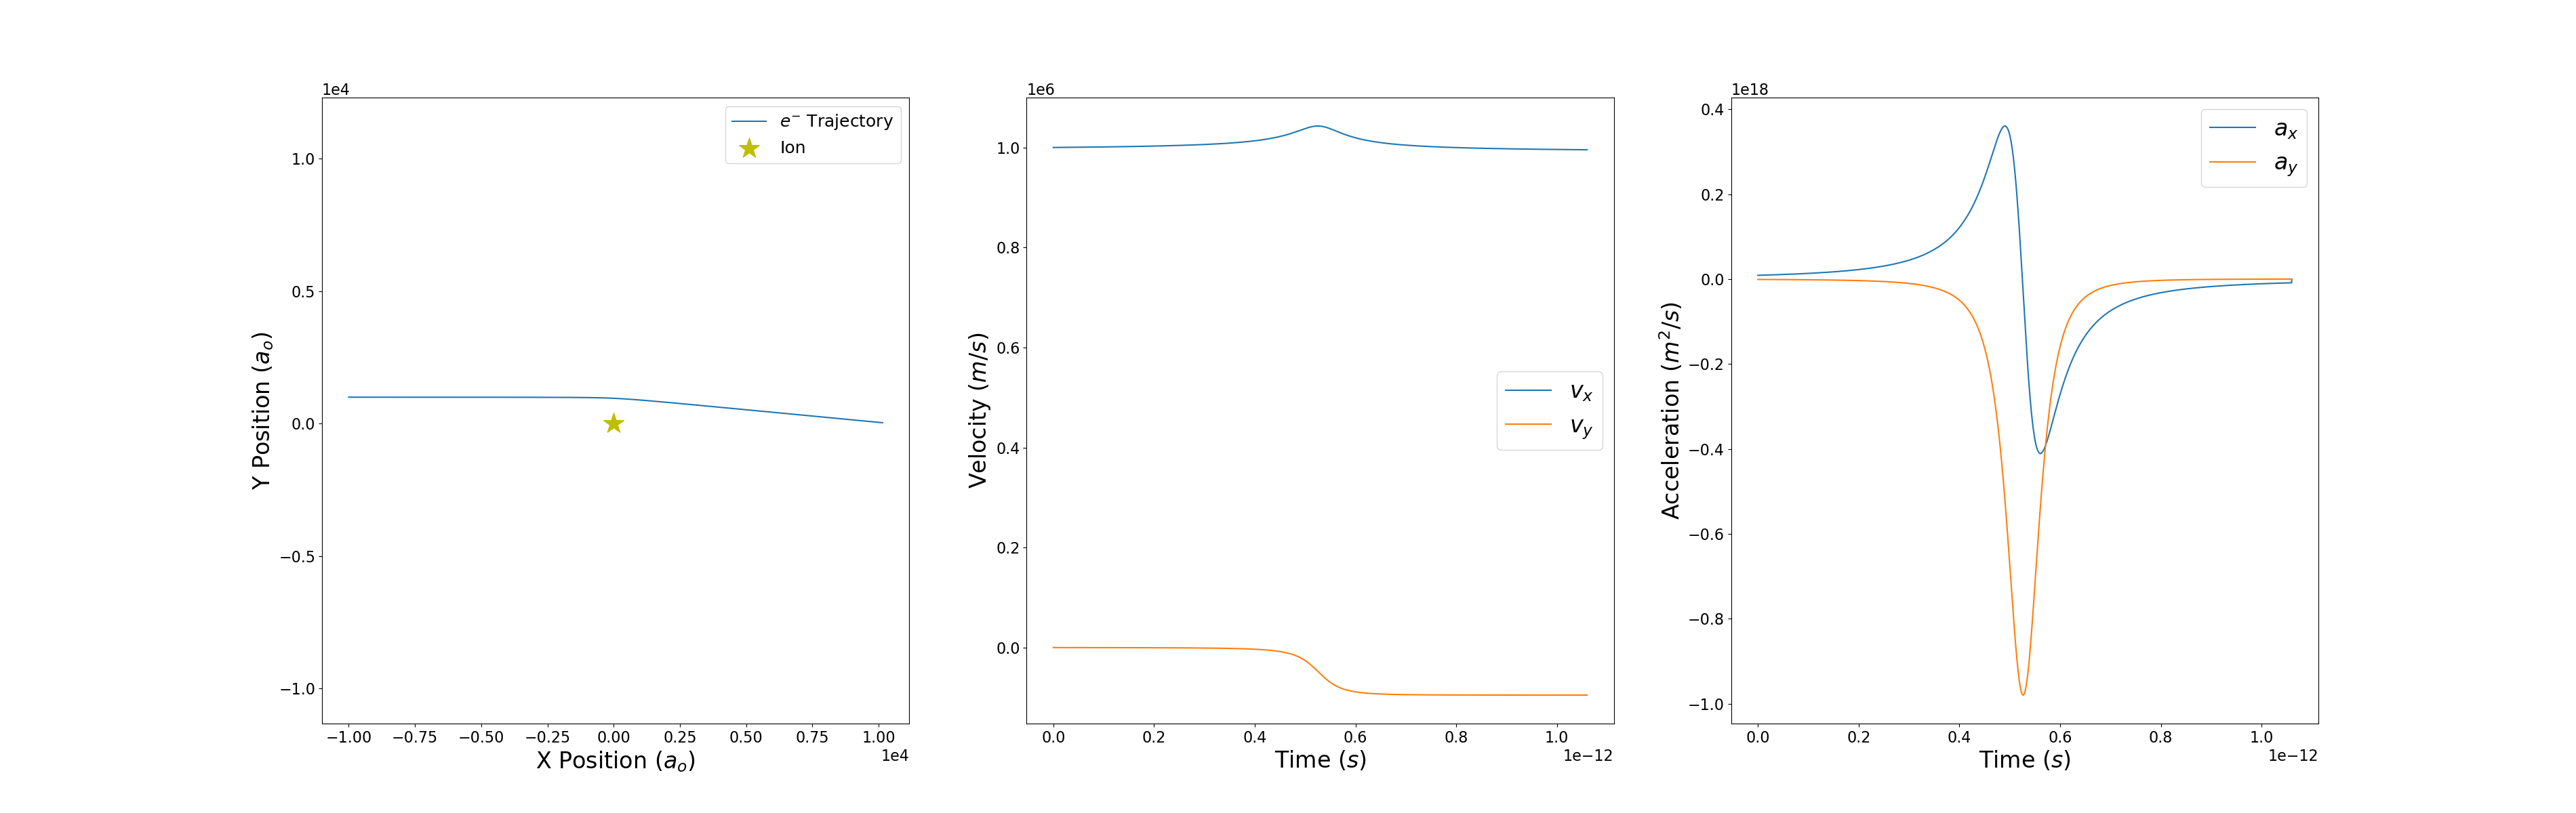 1e4
1.0
0.5
0.0
−0.5
−1.0
Y Position (aₒ)
−1.00 −0.75 −0.50 −0.25 0.00 0.25 0.50 0.75 1.00
1e4
X Position (aₒ)
e⁻ Trajectory
Ion
1e6
1.0
0.8
0.6
0.4
0.2
0.0
Velocity (m/s)
0.0 0.2 0.4 0.6 0.8 1.0
1e−12
Time (s)
vₓ
v_y
1e18
0.4
0.2
0.0
−0.2
−0.4
−0.6
−0.8
−1.0
Acceleration (m²/s)
0.0 0.2 0.4 0.6 0.8 1.0
1e−12
Time (s)
aₓ
a_y